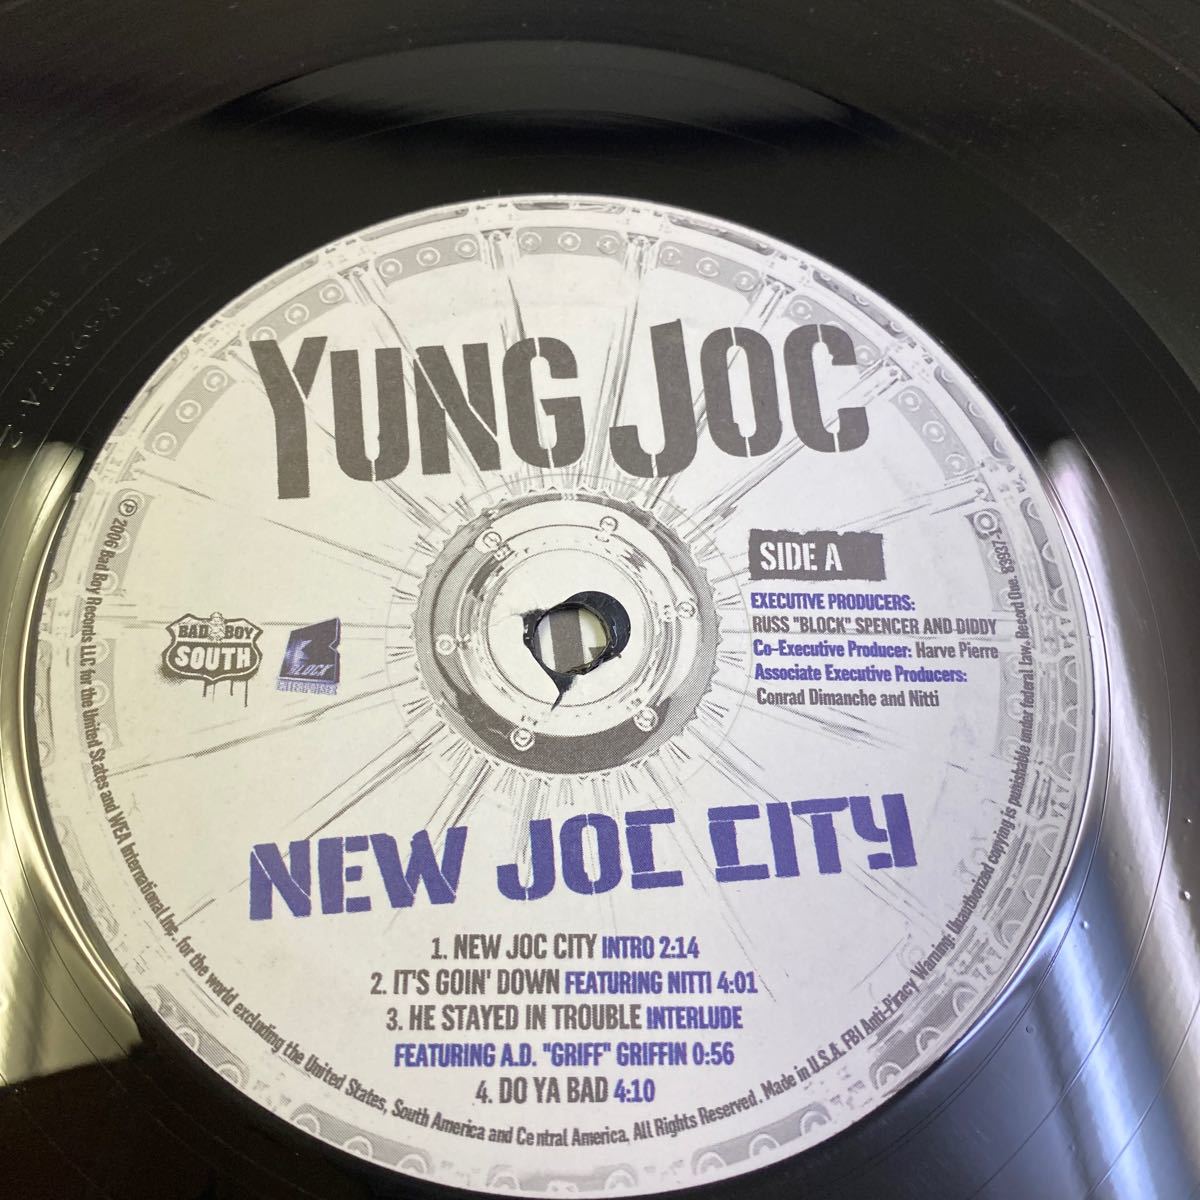 YUNG JOC
SIDE A
EXECUTIVE PRODUCERS:
RUSS "BLOCK" SPENCER AND DIDDY
Co-Executive Producer: Harve Pierre
Associate Executive Producers:
Conrad Dimanche and Nitti
BAD BOY
SOUTH
BLOCK
ENTERTAINMENT
NEW JOC CITY
1. NEW JOC CITY INTRO 2:14
2. IT'S GOIN' DOWN FEATURING NITTI 4:01
3. HE STAYED IN TROUBLE INTERLUDE
FEATURING A.D. "GRIFF" GRIFFIN 0:56
4. DO YA BAD 4:10
℗ 2006 Bad Boy Records LLC for the United States and WEA International Inc. for the world excluding the United States, South America and Central America. All Rights Reserved. Made in U.S.A. FBI Anti-Piracy Warning: Unauthorized copying is punishable under federal law. Record One. 83937-